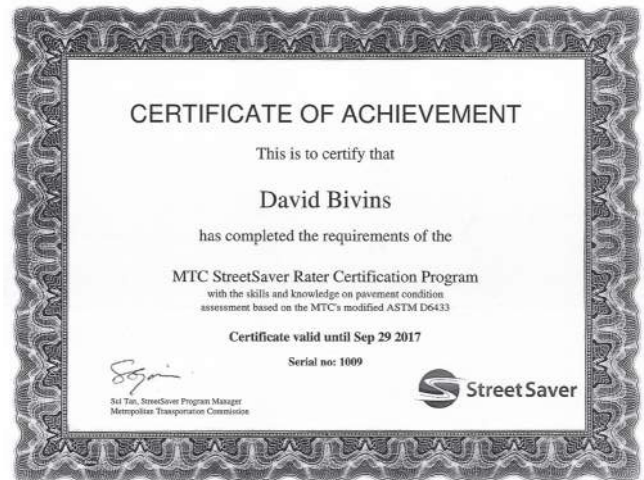 CERTIFICATE OF ACHIEVEMENT
This is to certify that
David Bivins
has completed the requirements of the
MTC StreetSaver Rater Certification Program
with the skills and knowledge on pavement condition
assessment based on the MTC's modified ASTM D6433
Certificate valid until Sep 29 2017
Serial no: 1009
Sui Tan, StreetSaver Program Manager
Metropolitan Transportation Commission
StreetSaver